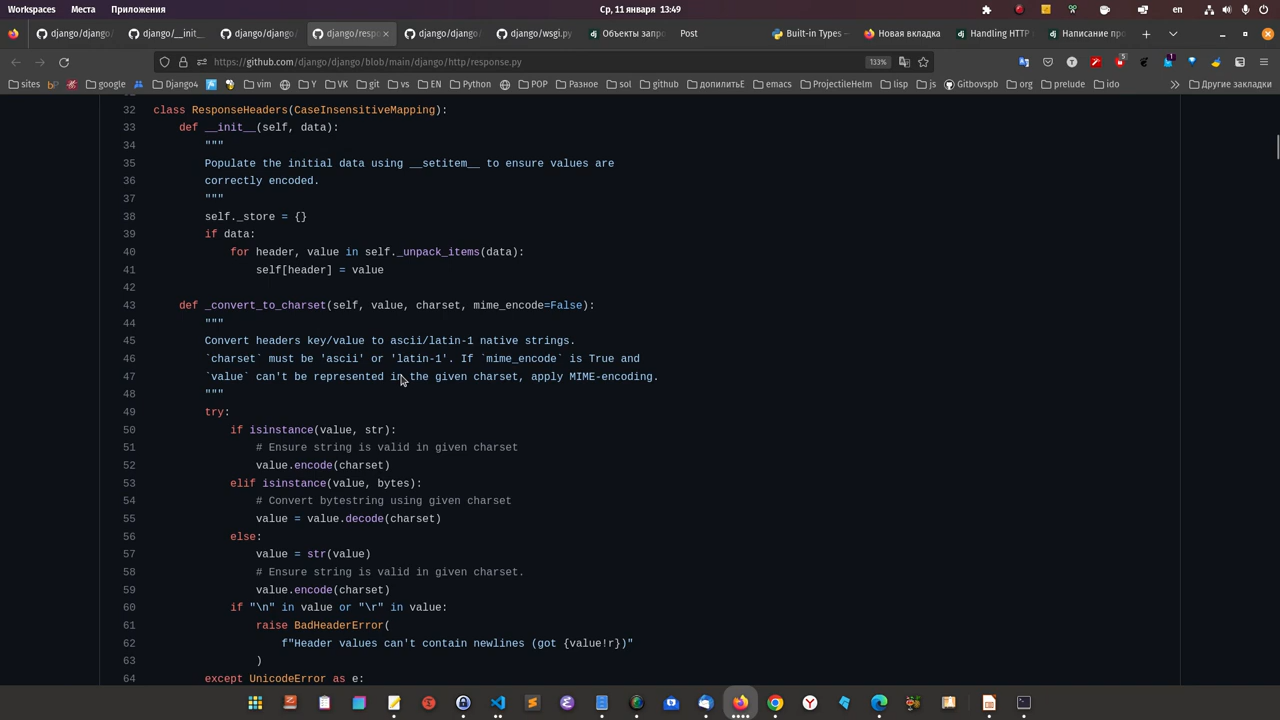 Workspaces Места Приложения Ср, 11 января 13:49 en
django/django/ django/__init_ django/django/ django/respo django/django/ django/wsgi.py Объекты запро Post Built-in Types — Новая вкладка Handling HTTP Написание про
https://github.com/django/django/blob/main/django/http/response.py 133% 5 1
sites google Django4 vim Y VK git vs EN Python POP Разное sol github допилитьE emacs ProjectileHelm lisp js Gitbovspb org prelude ido Другие закладки
32 class ResponseHeaders(CaseInsensitiveMapping):
33 def __init__(self, data):
34 """
35 Populate the initial data using __setitem__ to ensure values are
36 correctly encoded.
37 """
38 self._store = {}
39 if data:
40 for header, value in self._unpack_items(data):
41 self[header] = value
42
43 def _convert_to_charset(self, value, charset, mime_encode=False):
44 """
45 Convert headers key/value to ascii/latin-1 native strings.
46 `charset` must be 'ascii' or 'latin-1'. If `mime_encode` is True and
47 `value` can't be represented in the given charset, apply MIME-encoding.
48 """
49 try:
50 if isinstance(value, str):
51 # Ensure string is valid in given charset
52 value.encode(charset)
53 elif isinstance(value, bytes):
54 # Convert bytestring using given charset
55 value = value.decode(charset)
56 else:
57 value = str(value)
58 # Ensure string is valid in given charset.
59 value.encode(charset)
60 if "\n" in value or "\r" in value:
61 raise BadHeaderError(
62 f"Header values can't contain newlines (got {value!r})"
63 )
64 except UnicodeError as e: